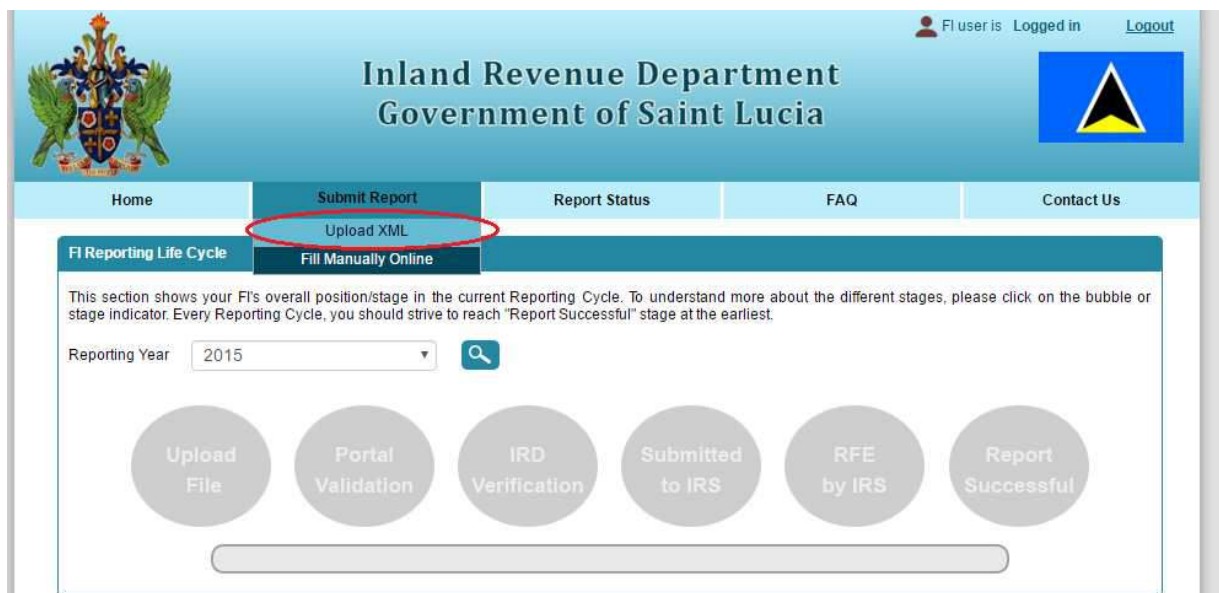 FI user is Logged in Logout
Inland Revenue Department
Government of Saint Lucia
Home Submit Report Report Status FAQ Contact Us
Upload XML
Fill Manually Online
FI Reporting Life Cycle
This section shows your FI's overall position/stage in the current Reporting Cycle. To understand more about the different stages, please click on the bubble or
stage indicator. Every Reporting Cycle, you should strive to reach "Report Successful" stage at the earliest.
Reporting Year 2015
Upload
File
Portal
Validation
IRD
Verification
Submitted
to IRS
RFE
by IRS
Report
Successful